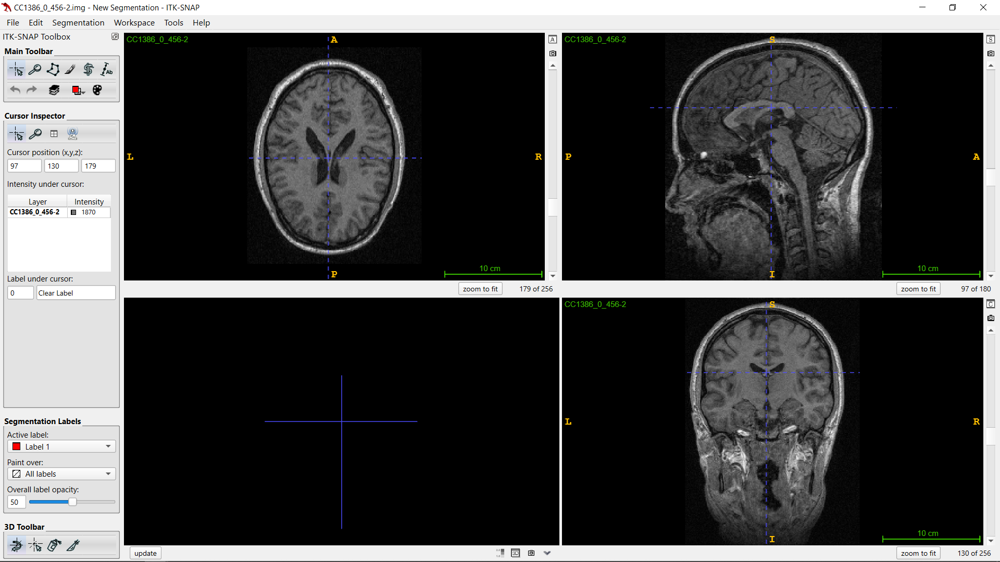 CC1386_0_456-2.img - New Segmentation - ITK-SNAP
File Edit Segmentation Workspace Tools Help
ITK-SNAP Toolbox
Main Toolbar
Ab
Cursor Inspector
Cursor position (x,y,z):
97 130 179
Intensity under cursor:
Layer Intensity
CC1386_0_456-2 1870
Label under cursor:
0 Clear Label
Segmentation Labels
Active label:
Label 1
Paint over:
All labels
Overall label opacity:
50
3D Toolbar
CC1386_0_456-2
A
L
R
P
10 cm
A
zoom to fit 179 of 256
CC1386_0_456-2
S
P
A
I
10 cm
S
zoom to fit 97 of 180
update
3D
CC1386_0_456-2
S
L
R
I
10 cm
C
zoom to fit 130 of 256